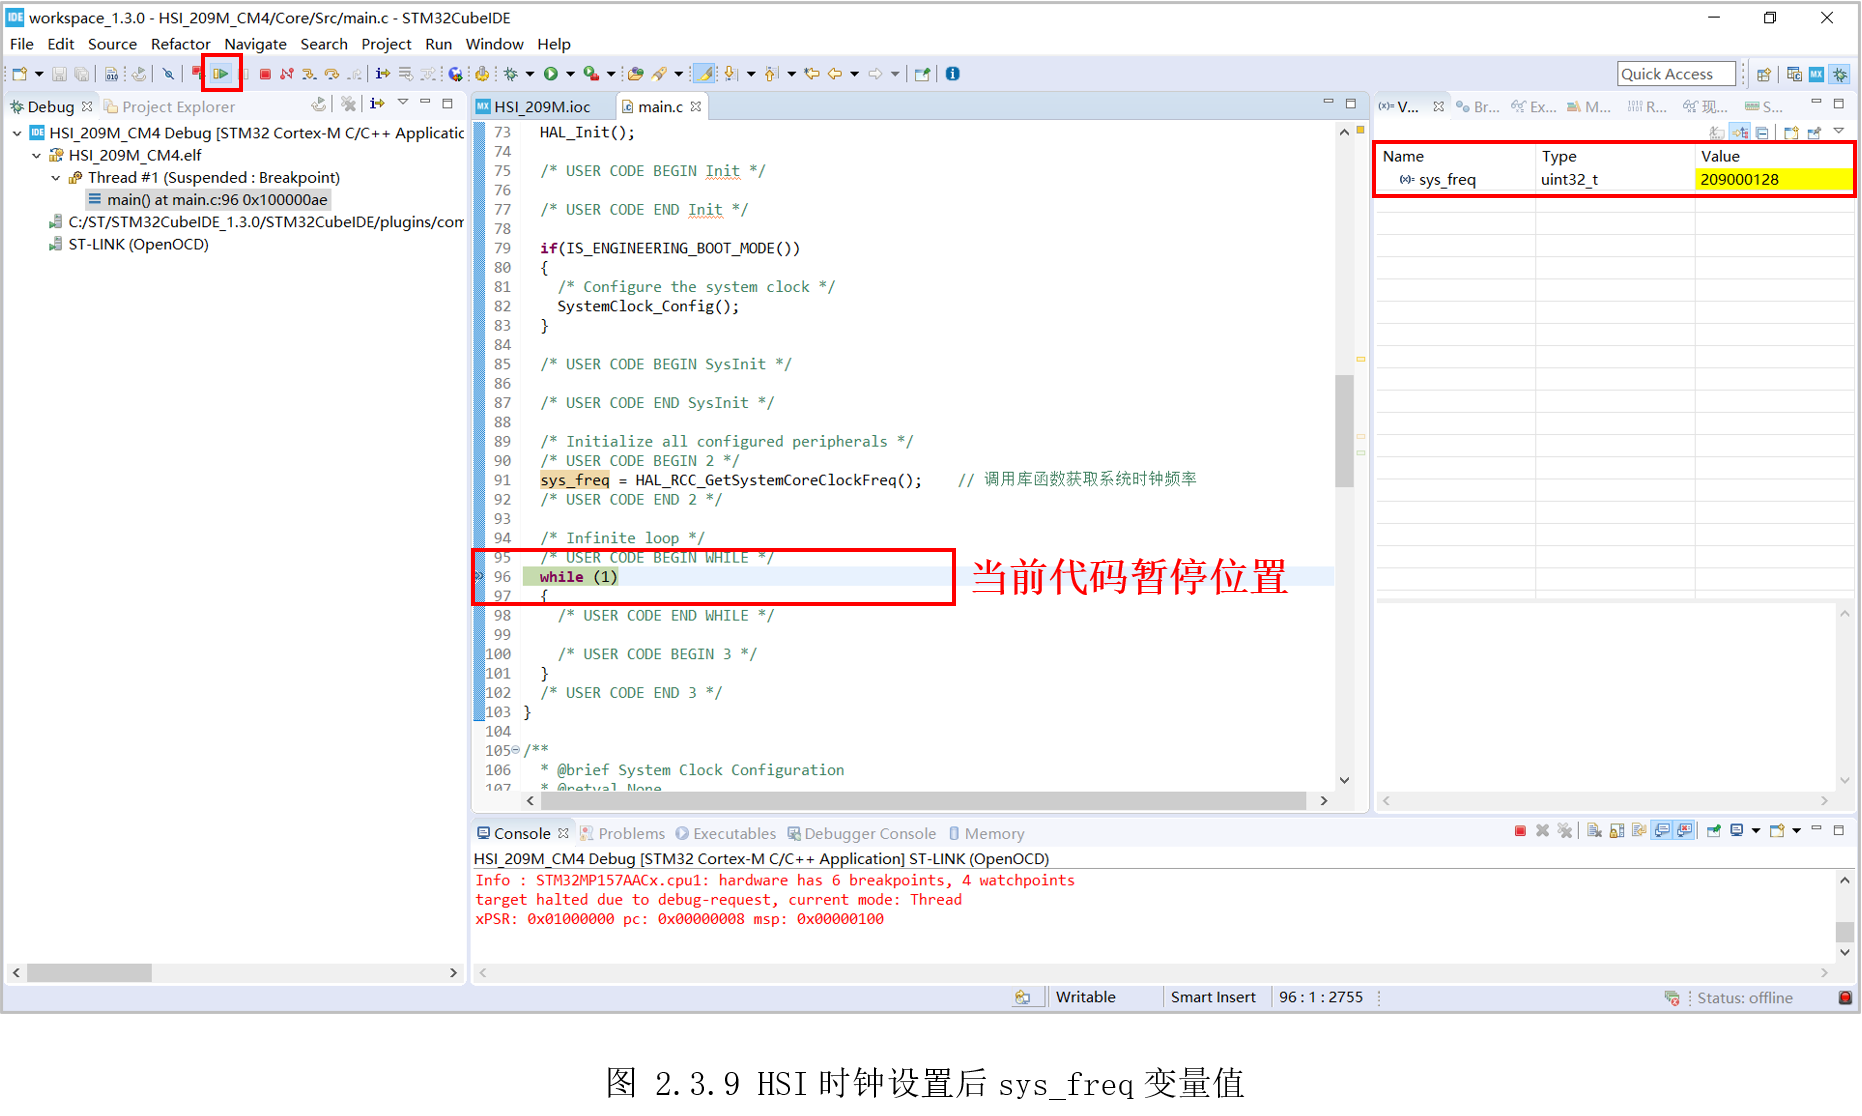 workspace_1.3.0 - HSI_209M_CM4/Core/Src/main.c - STM32CubeIDE
File Edit Source Refactor Navigate Search Project Run Window Help
Quick Access
Debug Project Explorer
HSI_209M_CM4 Debug [STM32 Cortex-M C/C++ Applicatic
HSI_209M_CM4.elf
Thread #1 (Suspended : Breakpoint)
main() at main.c:96 0x100000ae
C:/ST/STM32CubeIDE_1.3.0/STM32CubeIDE/plugins/com
ST-LINK (OpenOCD)
HSI_209M.ioc main.c
73 HAL_Init();
74
75 /* USER CODE BEGIN Init */
76
77 /* USER CODE END Init */
78
79 if(IS_ENGINEERING_BOOT_MODE())
80 {
81 /* Configure the system clock */
82 SystemClock_Config();
83 }
84
85 /* USER CODE BEGIN SysInit */
86
87 /* USER CODE END SysInit */
88
89 /* Initialize all configured peripherals */
90 /* USER CODE BEGIN 2 */
91 sys_freq = HAL_RCC_GetSystemCoreClockFreq(); // 调用库函数获取系统时钟频率
92 /* USER CODE END 2 */
93
94 /* Infinite loop */
95 /* USER CODE BEGIN WHILE */
96 while (1)
97 {
当前代码暂停位置
98 /* USER CODE END WHILE */
99
100 /* USER CODE BEGIN 3 */
101 }
102 /* USER CODE END 3 */
103 }
104
105 /**
106 * @brief System Clock Configuration
107 * @retval None
(x)= V... Br... Ex... M... R... 现... S...
Name Type Value
(x)= sys_freq uint32_t 209000128
Console Problems Executables Debugger Console Memory
HSI_209M_CM4 Debug [STM32 Cortex-M C/C++ Application] ST-LINK (OpenOCD)
Info : STM32MP157AACx.cpu1: hardware has 6 breakpoints, 4 watchpoints
target halted due to debug-request, current mode: Thread
xPSR: 0x01000000 pc: 0x00000008 msp: 0x00000100
Writable Smart Insert 96 : 1 : 2755 Status: offline
图 2.3.9 HSI 时钟设置后 sys_freq 变量值